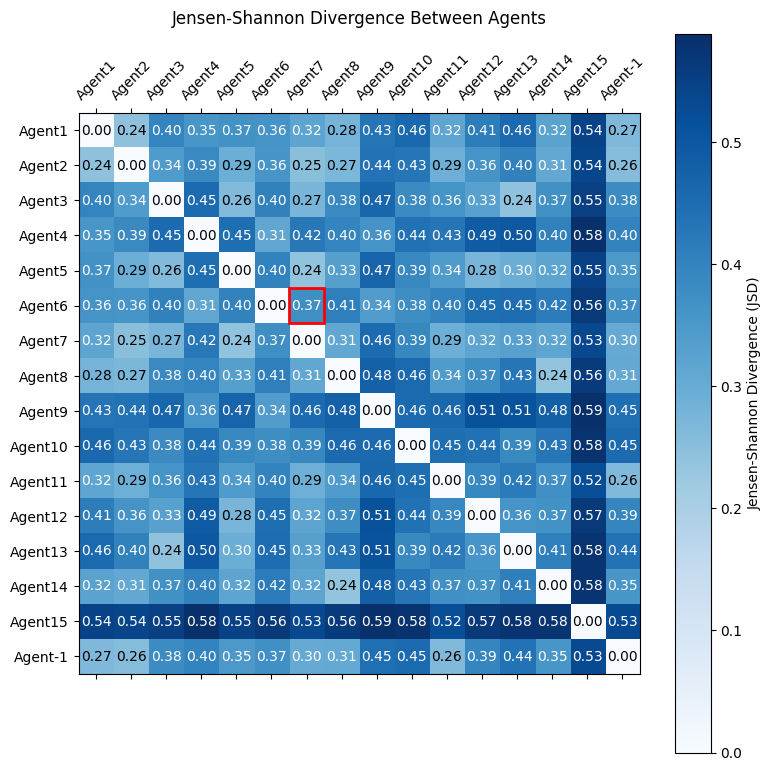 Jensen-Shannon Divergence Between Agents
Agent1 Agent2 Agent3 Agent4 Agent5 Agent6 Agent7 Agent8 Agent9 Agent10 Agent11 Agent12 Agent13 Agent15 Agent-1
Agent1 0.00 0.24 0.40 0.35 0.37 0.36 0.32 0.28 0.43 0.46 0.32 0.41 0.46 0.32 0.54 0.27
Agent2 0.24 0.00 0.34 0.39 0.29 0.36 0.25 0.27 0.44 0.43 0.29 0.36 0.40 0.31 0.54 0.26
Agent3 0.40 0.34 0.00 0.45 0.26 0.40 0.27 0.38 0.47 0.38 0.36 0.33 0.24 0.37 0.55 0.38
Agent4 0.35 0.39 0.45 0.00 0.45 0.31 0.42 0.40 0.36 0.44 0.43 0.49 0.50 0.40 0.58 0.40
Agent5 0.37 0.29 0.26 0.45 0.00 0.40 0.24 0.33 0.47 0.39 0.34 0.28 0.30 0.32 0.55 0.35
Agent6 0.36 0.36 0.40 0.31 0.40 0.00 0.37 0.41 0.34 0.38 0.40 0.45 0.45 0.42 0.56 0.37
Agent7 0.32 0.25 0.27 0.42 0.24 0.37 0.00 0.31 0.46 0.39 0.29 0.32 0.33 0.32 0.53 0.30
Agent8 0.28 0.27 0.38 0.40 0.33 0.41 0.31 0.00 0.48 0.46 0.34 0.37 0.43 0.24 0.56 0.31
Agent9 0.43 0.44 0.47 0.36 0.47 0.34 0.46 0.48 0.00 0.46 0.46 0.51 0.51 0.48 0.59 0.45
Agent10 0.46 0.43 0.38 0.44 0.39 0.38 0.39 0.46 0.46 0.00 0.45 0.44 0.39 0.43 0.58 0.45
Agent11 0.32 0.29 0.36 0.43 0.34 0.40 0.29 0.34 0.46 0.45 0.00 0.39 0.42 0.37 0.52 0.26
Agent12 0.41 0.36 0.33 0.49 0.28 0.45 0.32 0.37 0.51 0.44 0.39 0.00 0.36 0.37 0.57 0.39
Agent13 0.46 0.40 0.24 0.50 0.30 0.45 0.33 0.43 0.51 0.39 0.42 0.36 0.00 0.41 0.58 0.44
Agent14 0.32 0.31 0.37 0.40 0.32 0.42 0.32 0.24 0.48 0.43 0.37 0.37 0.41 0.00 0.58 0.35
Agent15 0.54 0.54 0.55 0.58 0.55 0.56 0.53 0.56 0.59 0.58 0.52 0.57 0.58 0.58 0.00 0.53
Agent-1 0.27 0.26 0.38 0.40 0.35 0.37 0.30 0.31 0.45 0.45 0.26 0.39 0.44 0.35 0.53 0.00
0.5
0.4
0.3
0.2
0.1
0.0
Jensen-Shannon Divergence (JSD)